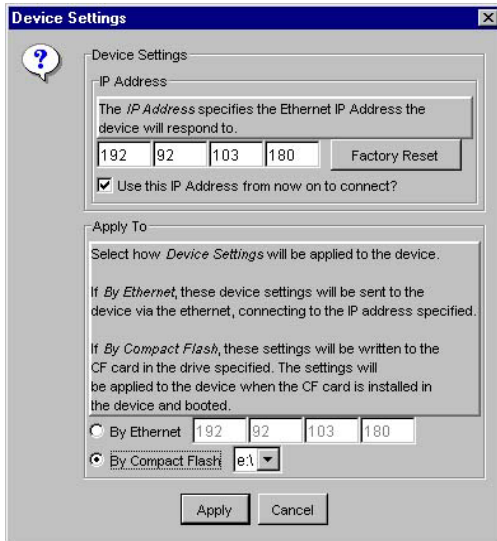 Device Settings
Device Settings
IP Address
The IP Address specifies the Ethernet IP Address the
device will respond to.
192 92 103 180 Factory Reset
Use this IP Address from now on to connect?
Apply To
Select how Device Settings will be applied to the device.
If By Ethernet, these device settings will be sent to the
device via the ethernet, connecting to the IP address specified.
If By Compact Flash, these settings will be written to the
CF card in the drive specified. The settings will
be applied to the device when the CF card is installed in
the device and booted.
By Ethernet 192 92 103 180
By Compact Flash e:\
Apply Cancel